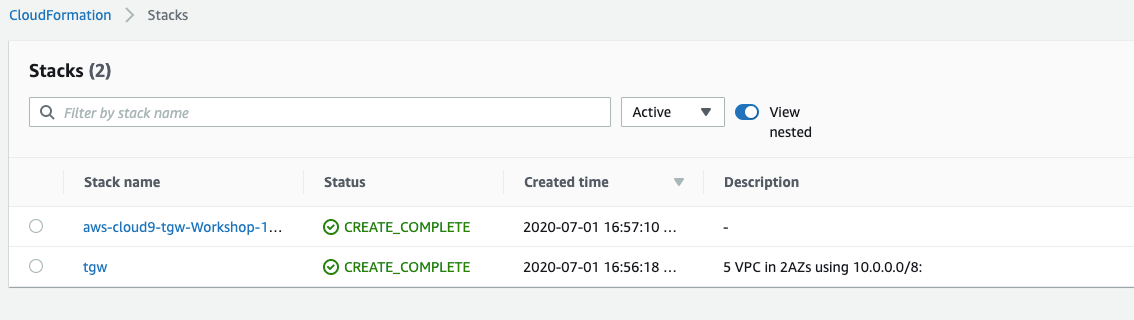 CloudFormation > Stacks
Stacks (2)
Filter by stack name
Active
View
nested
Stack name Status Created time Description
aws-cloud9-tgw-Workshop-1... CREATE_COMPLETE 2020-07-01 16:57:10 ... -
tgw CREATE_COMPLETE 2020-07-01 16:56:18 ... 5 VPC in 2AZs using 10.0.0.0/8: